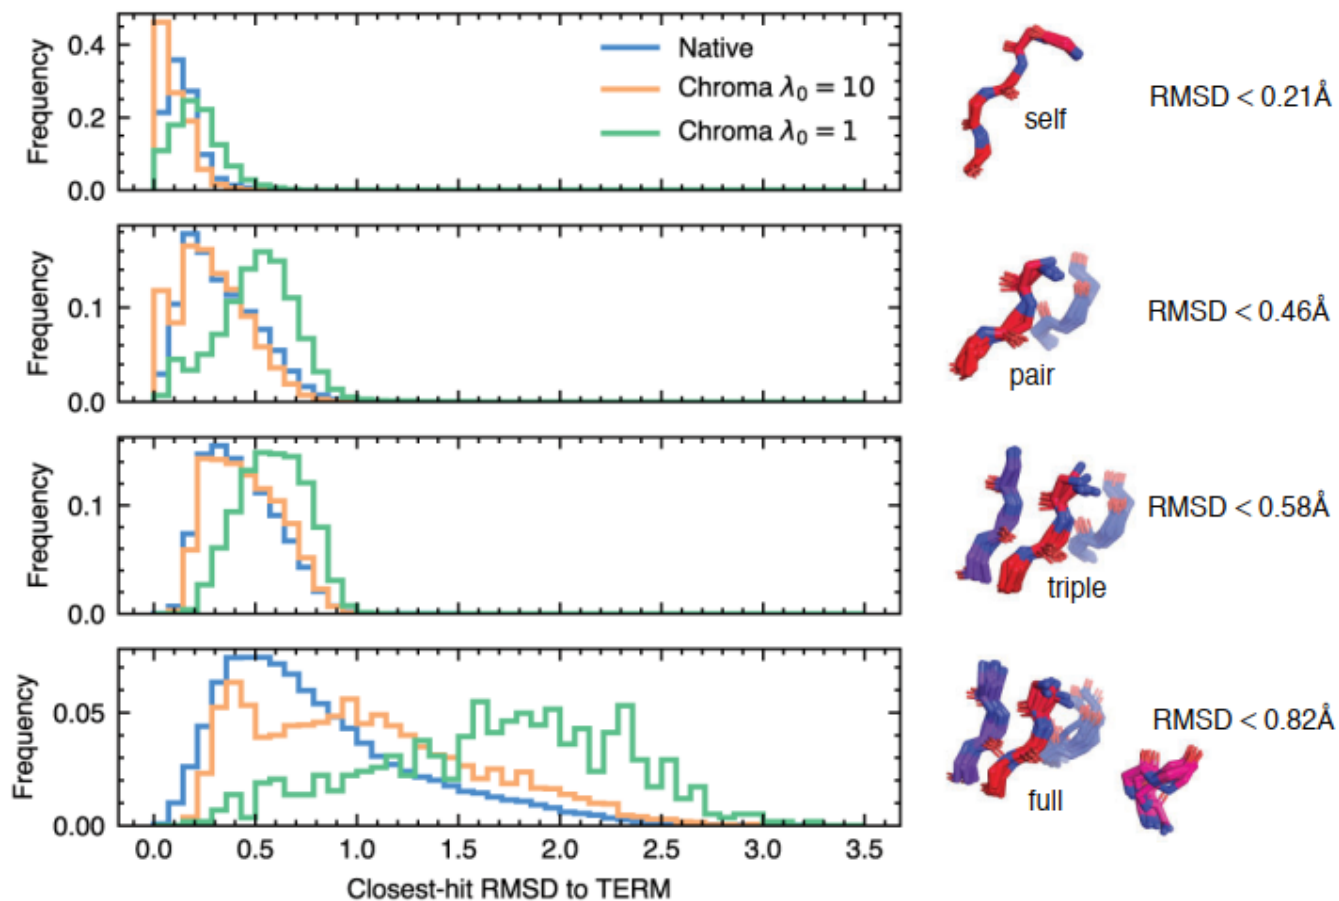 Frequency
0.4
0.2
0.0
Native
Chroma λ₀ = 10
Chroma λ₀ = 1
self
RMSD < 0.21Å
Frequency
0.1
0.0
pair
RMSD < 0.46Å
Frequency
0.1
0.0
triple
RMSD < 0.58Å
Frequency
0.05
0.00
full
RMSD < 0.82Å
0.0 0.5 1.0 1.5 2.0 2.5 3.0 3.5
Closest-hit RMSD to TERM